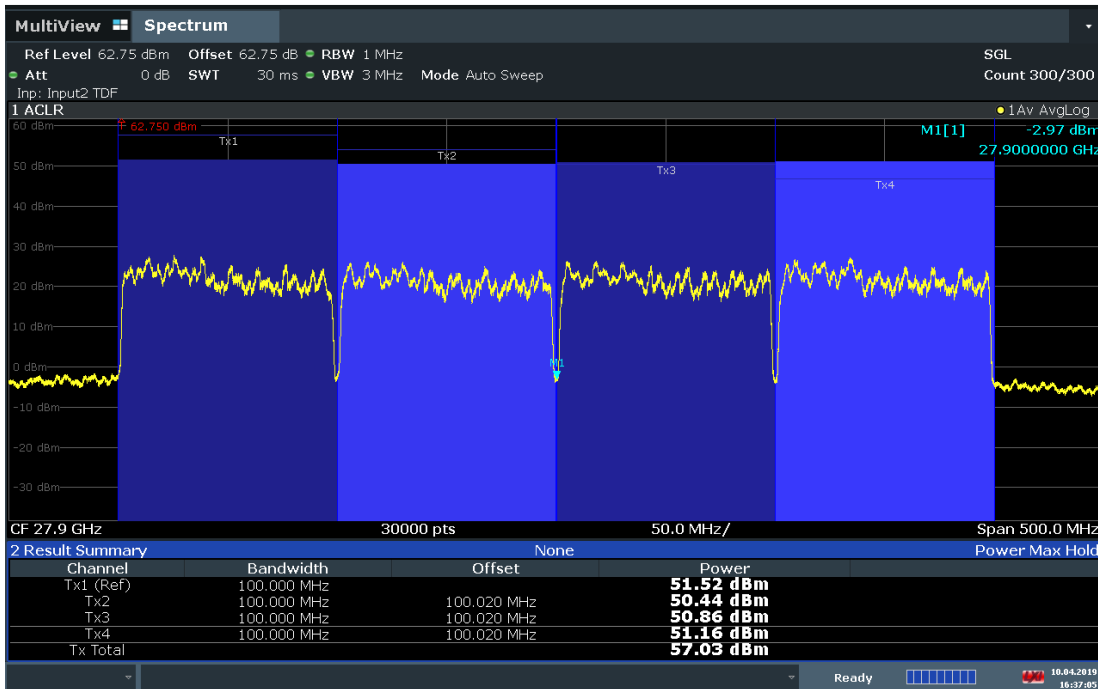 MultiView Spectrum
Ref Level 62.75 dBm Offset 62.75 dB RBW 1 MHz SGL
Att 0 dB SWT 30 ms VBW 3 MHz Mode Auto Sweep Count 300/300
Inp: Input2 TDF
1 ACLR 1Av AvgLog
60 dBm 62.750 dBm M1[1] -2.97 dBm
Tx1
27.9000000 GHz
Tx2
50 dBm
Tx3
Tx4
40 dBm
30 dBm
20 dBm
10 dBm
0 dBm M1
-10 dBm
-20 dBm
-30 dBm
CF 27.9 GHz 30000 pts 50.0 MHz/ Span 500.0 MHz
2 Result Summary None Power Max Hold
Channel Bandwidth Offset Power
Tx1 (Ref) 100.000 MHz 51.52 dBm
Tx2 100.000 MHz 100.020 MHz 50.44 dBm
Tx3 100.000 MHz 100.020 MHz 50.86 dBm
Tx4 100.000 MHz 100.020 MHz 51.16 dBm
Tx Total 57.03 dBm
Ready 10.04.2019
16:37:05